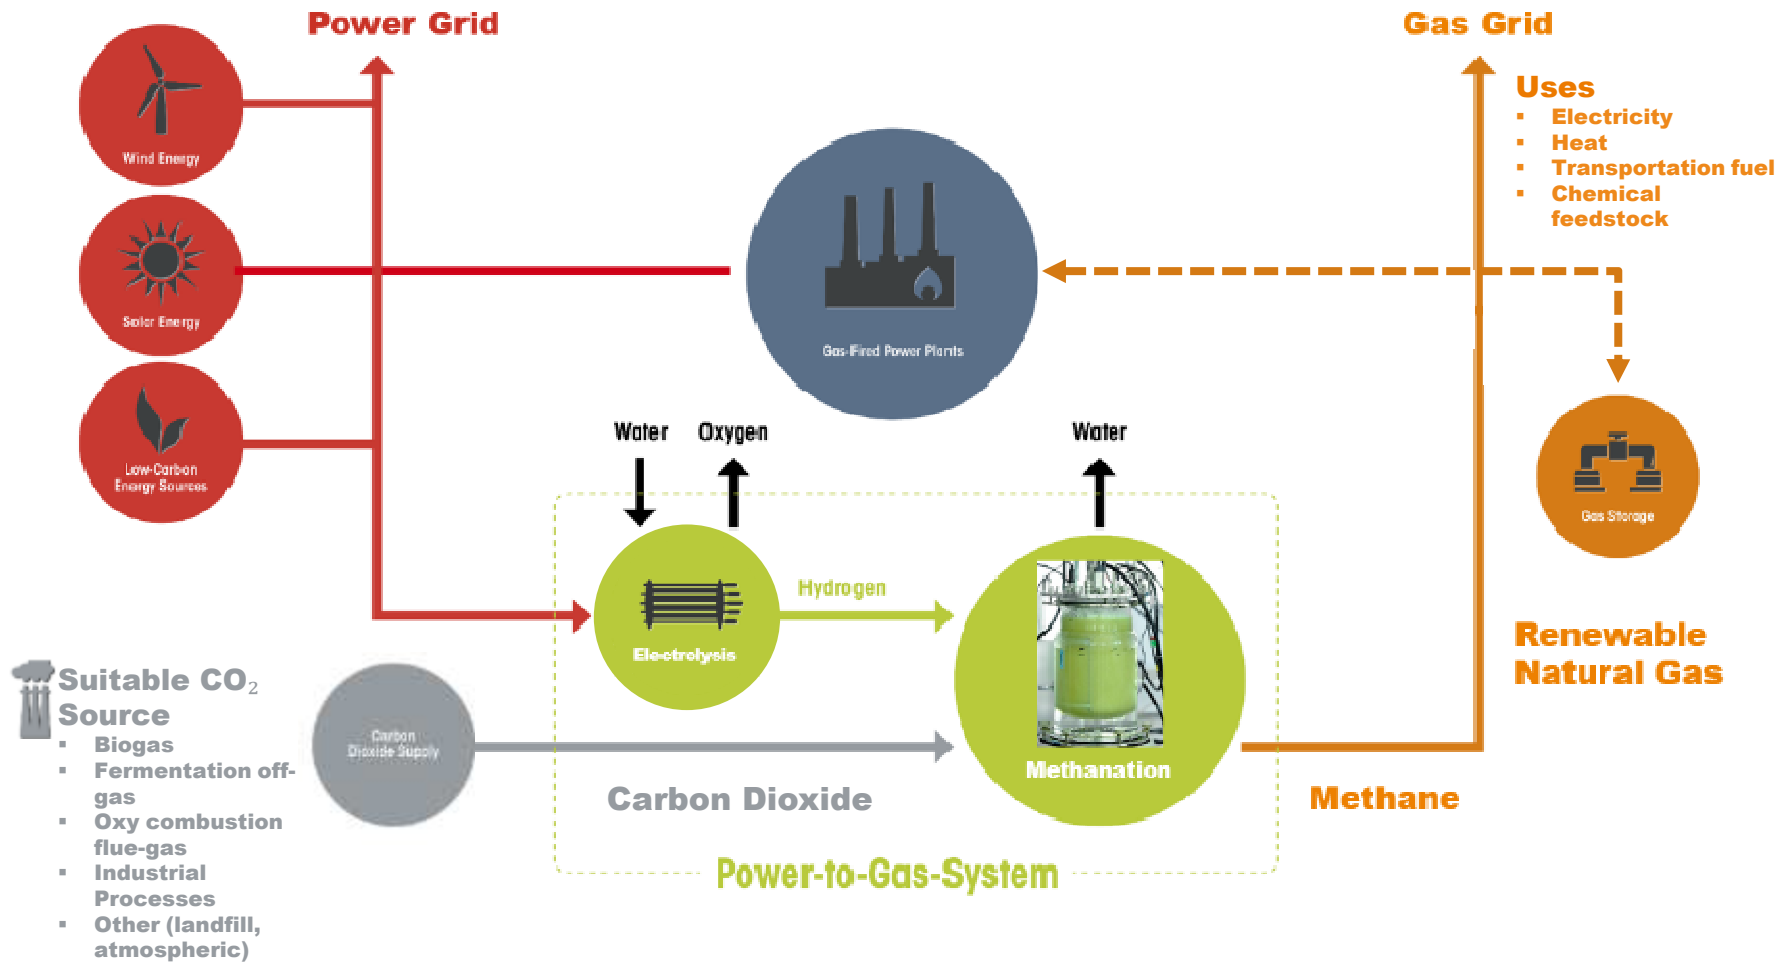 Power Grid
Gas Grid
Uses
▪ Electricity
▪ Heat
▪ Transportation fuel
▪ Chemical
feedstock
Wind Energy
Solar Energy
Low-Carbon
Energy Sources
Gas-Fired Power Plants
Water
Oxygen
Water
Gas Storage
Hydrogen
Electrolysis
Renewable
Natural Gas
Suitable CO₂
Source
▪ Biogas
▪ Fermentation off-
gas
▪ Oxy combustion
flue-gas
▪ Industrial
Processes
▪ Other (landfill,
atmospheric)
Carbon
Dioxide Supply
Carbon Dioxide
Methanation
Methane
Power-to-Gas-System